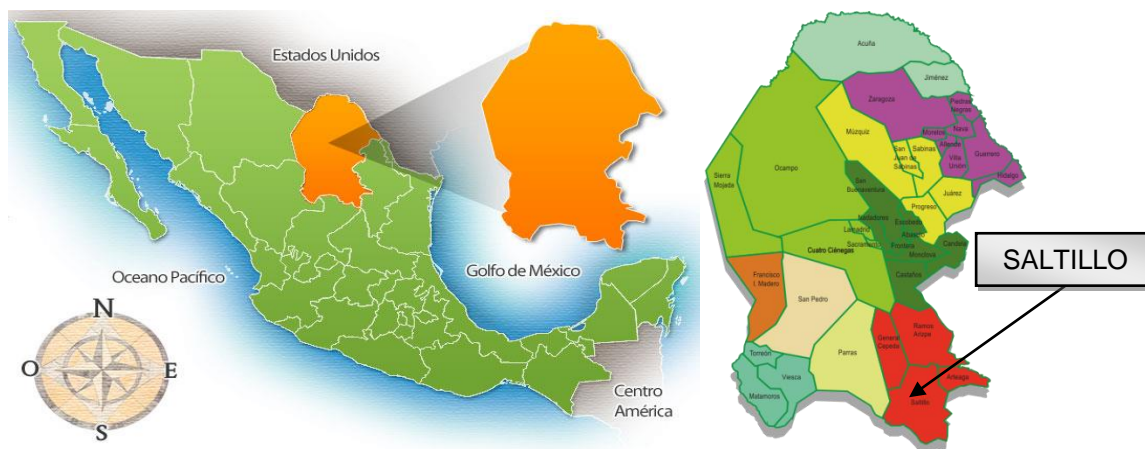 Estados Unidos
Oceano Pacífico
Golfo de México
Centro
América
N
O
E
S
Acuña
Jiménez
Zaragoza
Piedras
Negras
Nava
Morelos
Allende
Villa
Unión
Guerrero
Hidalgo
Múzquiz
San
Juan de
Sabinas
Sabinas
Ocampo
Sierra
Mojada
San
Buenaventura
Juárez
Progreso
Nadadores
Escobedo
Lamadrid
Abasolo
Sacramento
Frontera
Candela
Monclova
Cuatro Ciénegas
Castaños
Francisco
I. Madero
San Pedro
Ramos
Arizpe
General
Cepeda
Parras
Torreón
Viesca
Matamoros
Arteaga
Saltillo
SALTILLO